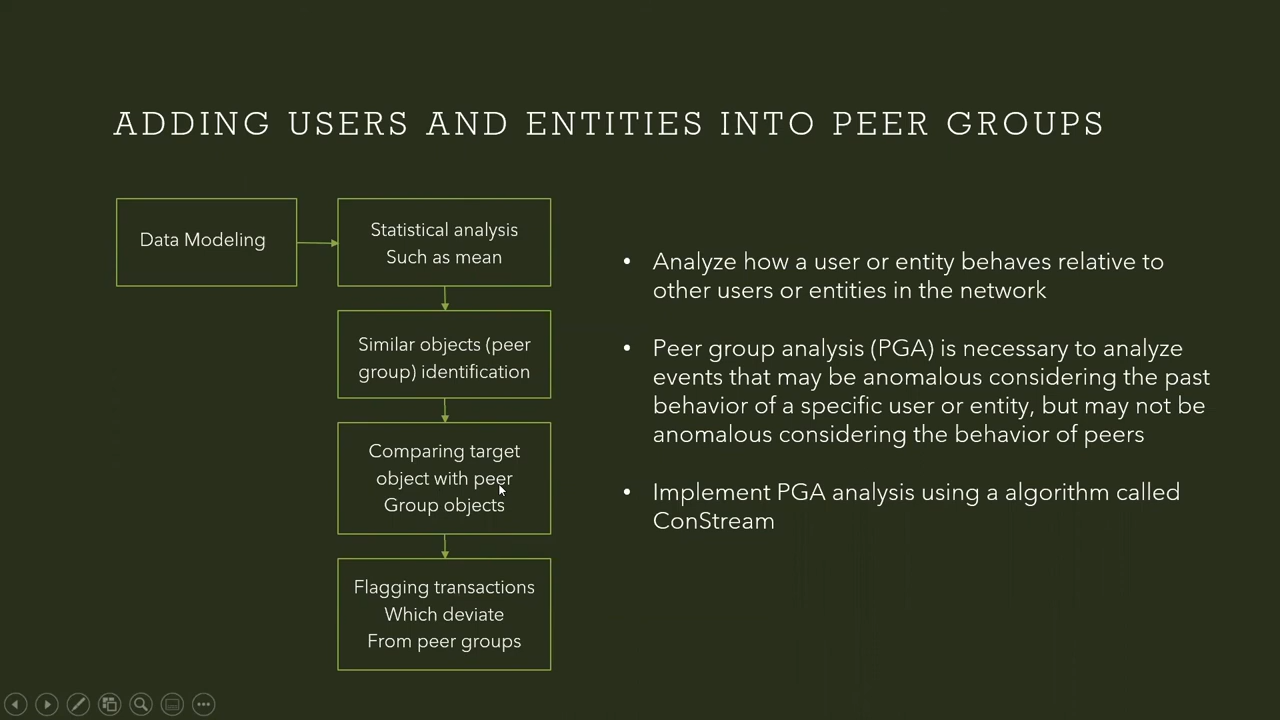 ADDING USERS AND ENTITIES INTO PEER GROUPS
Data Modeling
Statistical analysis
Such as mean
Similar objects (peer
group) identification
Comparing target
object with peer
Group objects
Flagging transactions
Which deviate
From peer groups
• Analyze how a user or entity behaves relative to
other users or entities in the network
• Peer group analysis (PGA) is necessary to analyze
events that may be anomalous considering the past
behavior of a specific user or entity, but may not be
anomalous considering the behavior of peers
• Implement PGA analysis using a algorithm called
ConStream